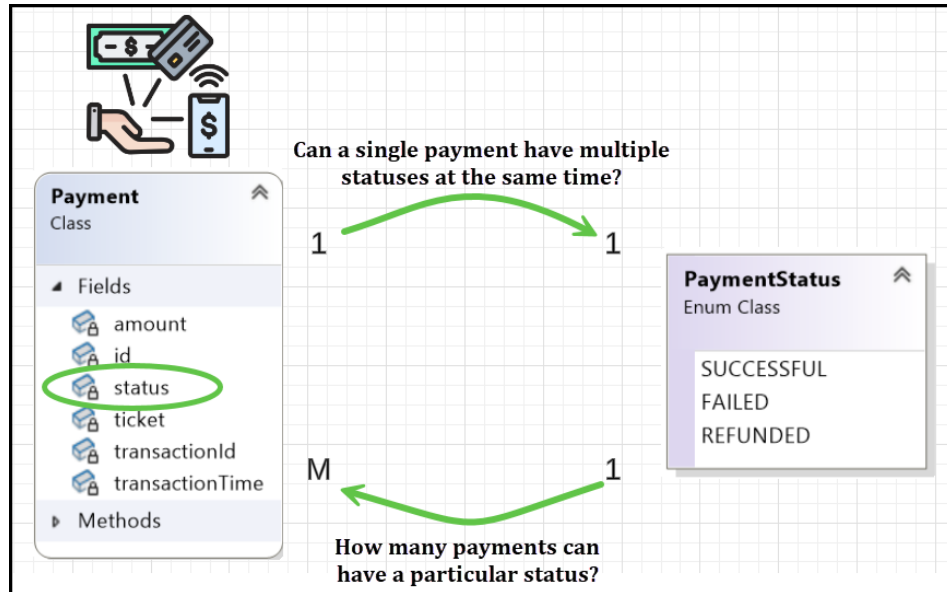 - $ -
$
Can a single payment have multiple
statuses at the same time?
Payment
Class
1
1
Fields
amount
id
status
ticket
transactionId
transactionTime
Methods
PaymentStatus
Enum Class
SUCCESSFUL
FAILED
REFUNDED
M
1
How many payments can
have a particular status?